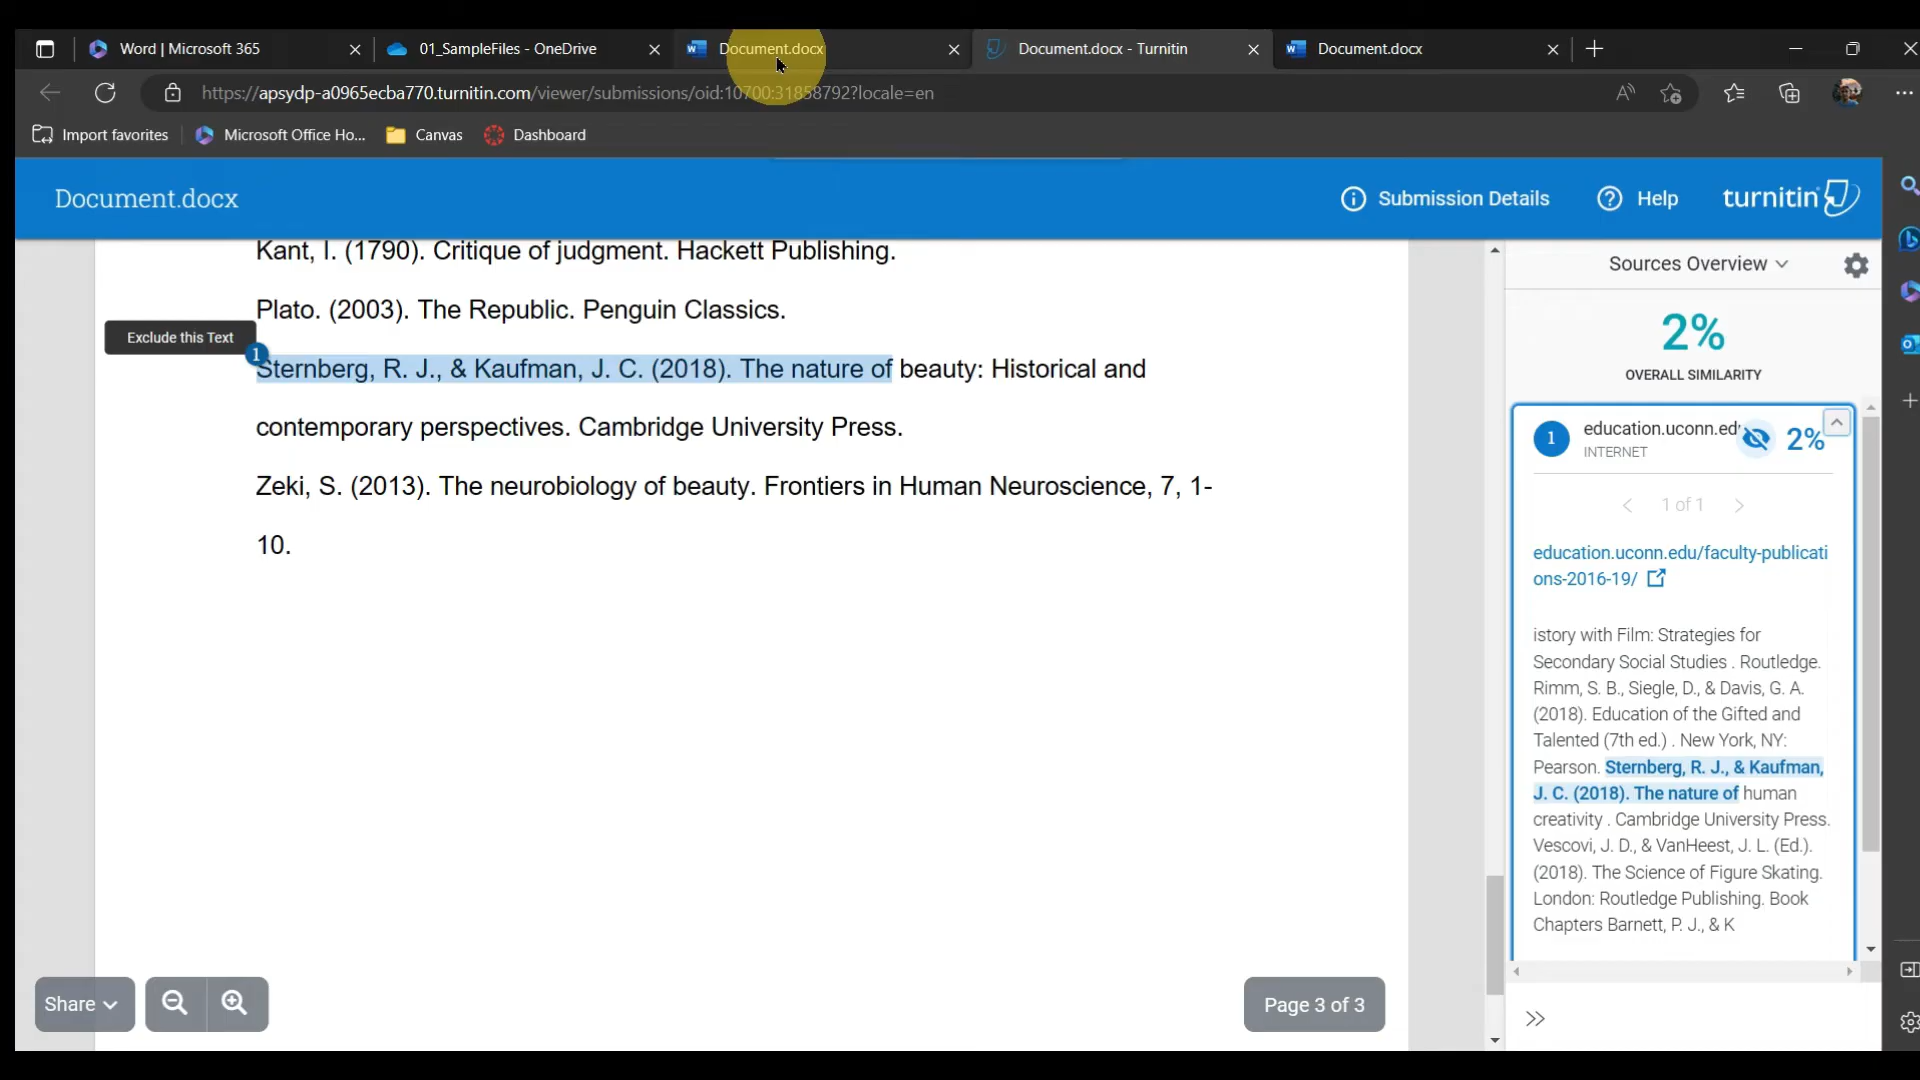 Word | Microsoft 365
01_SampleFiles - OneDrive
Document.docx
Document.docx - Turnitin
Document.docx
https://apsydp-a0965ecba770.turnitin.com/viewer/submissions/oid:10700:31858792?locale=en
Import favorites
Microsoft Office Ho...
Canvas
Dashboard
Document.docx
Submission Details
Help
turnitin
Kant, I. (1790). Critique of judgment. Hackett Publishing.
Plato. (2003). The Republic. Penguin Classics.
Exclude this Text
1
Sternberg, R. J., & Kaufman, J. C. (2018). The nature of beauty: Historical and
contemporary perspectives. Cambridge University Press.
Zeki, S. (2013). The neurobiology of beauty. Frontiers in Human Neuroscience, 7, 1-
10.
Share
Page 3 of 3
Sources Overview
2%
OVERALL SIMILARITY
1
education.uconn.edu
INTERNET
2%
1 of 1
education.uconn.edu/faculty-publicati
ons-2016-19/
istory with Film: Strategies for
Secondary Social Studies . Routledge.
Rimm, S. B., Siegle, D., & Davis, G. A.
(2018). Education of the Gifted and
Talented (7th ed.) . New York, NY:
Pearson. Sternberg, R. J., & Kaufman,
J. C. (2018). The nature of human
creativity . Cambridge University Press.
Vescovi, J. D., & VanHeest, J. L. (Ed.).
(2018). The Science of Figure Skating.
London: Routledge Publishing. Book
Chapters Barnett, P. J., & K